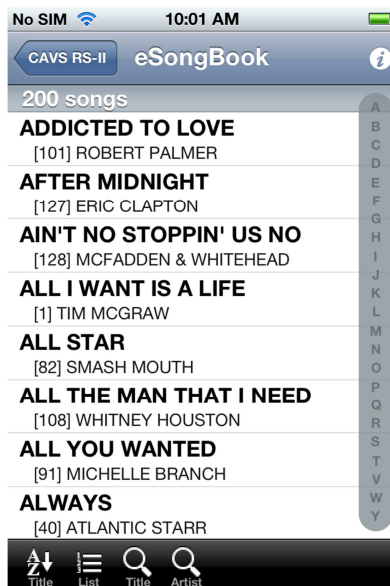 No SIM 10:01 AM
CAVS RS-II eSongBook i
200 songs
ADDICTED TO LOVE
[101] ROBERT PALMER
AFTER MIDNIGHT
[127] ERIC CLAPTON
AIN'T NO STOPPIN' US NO
[128] MCFADDEN & WHITEHEAD
ALL I WANT IS A LIFE
[1] TIM MCGRAW
ALL STAR
[82] SMASH MOUTH
ALL THE MAN THAT I NEED
[108] WHITNEY HOUSTON
ALL YOU WANTED
[91] MICHELLE BRANCH
ALWAYS
[40] ATLANTIC STARR
A
B
C
D
E
F
G
H
I
J
K
L
M
N
O
P
Q
R
S
T
V
W
Y
A Z 1 2 3
Title List Title Artist